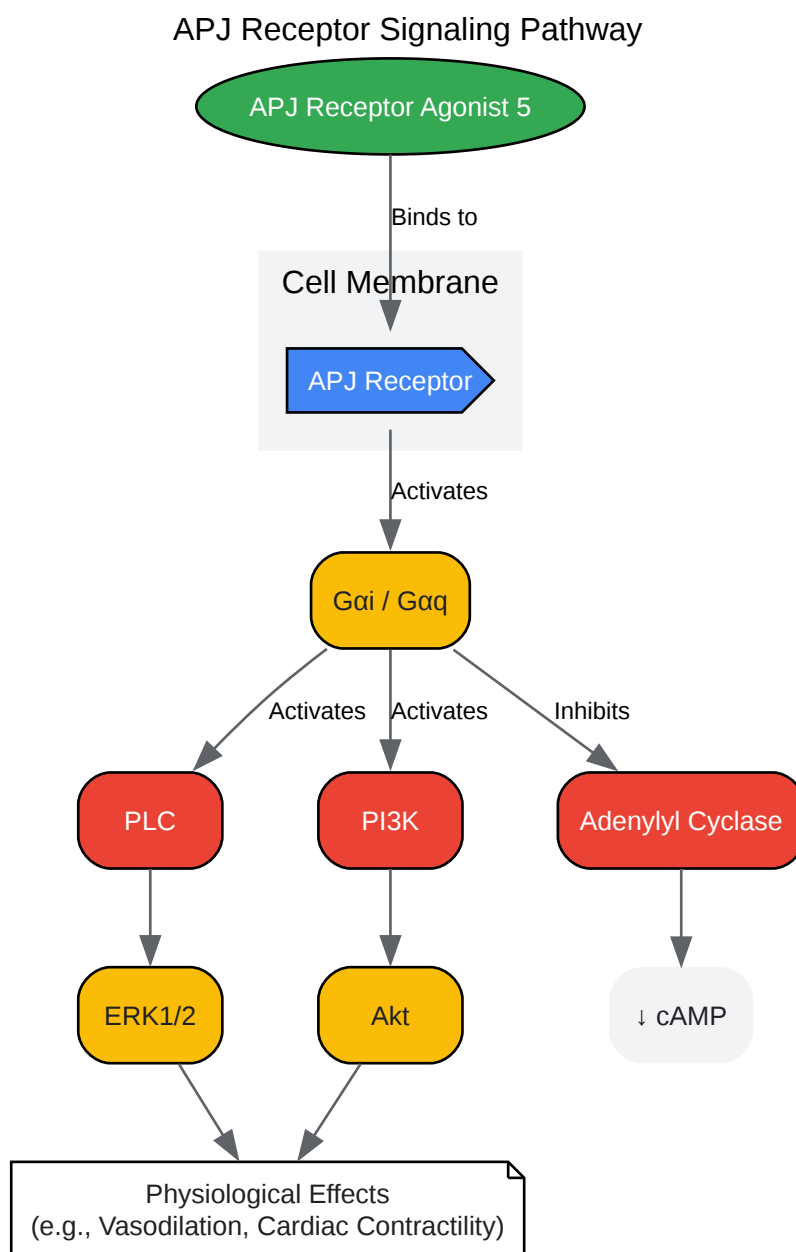 APJ Receptor Signaling Pathway
APJ Receptor Agonist 5
Binds to
Cell Membrane
APJ Receptor
Activates
Gαi / Gαq
Activates
Activates
Inhibits
PLC
PI3K
Adenylyl Cyclase
ERK1/2
Akt
↓ cAMP
Physiological Effects
(e.g., Vasodilation, Cardiac Contractility)